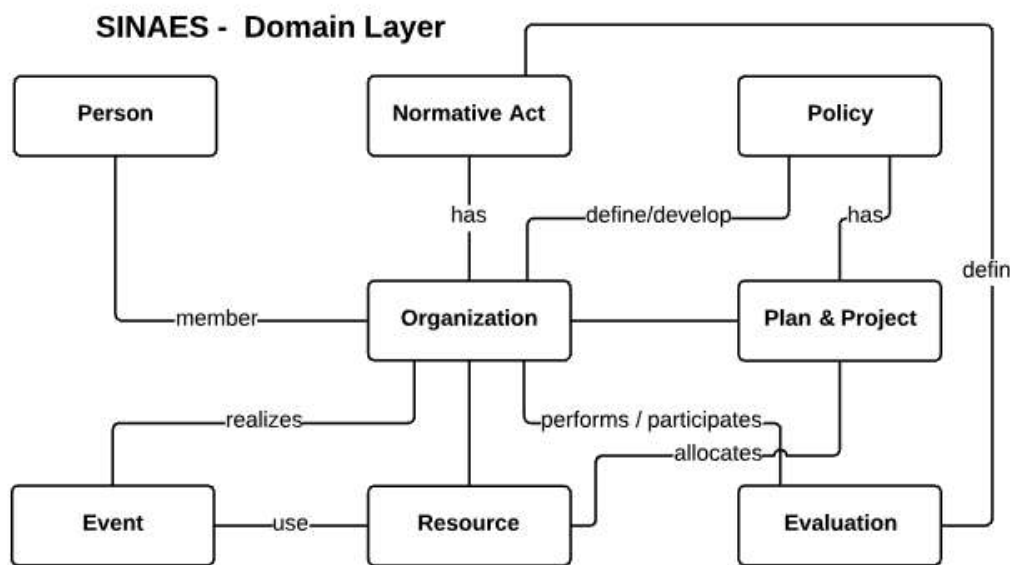 SINAES - Domain Layer
Person
Normative Act
Policy
has
define/develop
has
defin
member
Organization
Plan & Project
realizes
performs / participates
allocates
Event
use
Resource
Evaluation